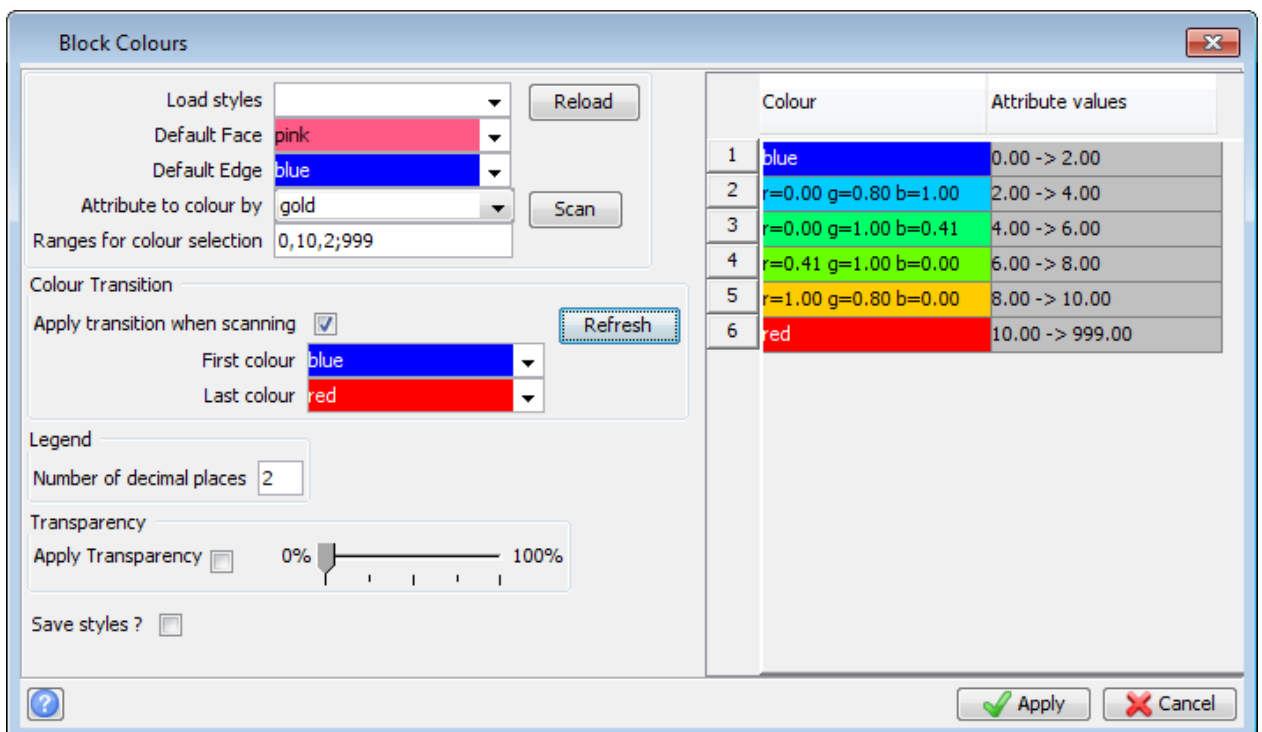 Block Colours
Load styles Reload
Default Face pink
Default Edge blue
Attribute to colour by gold Scan
Ranges for colour selection 0,10,2;999
Colour Transition
Apply transition when scanning Refresh
First colour blue
Last colour red
Legend
Number of decimal places 2
Transparency
Apply Transparency 0% 100%
Save styles ?
Colour Attribute values
1 blue 0.00 -> 2.00
2 r=0.00 g=0.80 b=1.00 2.00 -> 4.00
3 r=0.00 g=1.00 b=0.41 4.00 -> 6.00
4 r=0.41 g=1.00 b=0.00 6.00 -> 8.00
5 r=1.00 g=0.80 b=0.00 8.00 -> 10.00
6 red 10.00 -> 999.00
? Apply Cancel